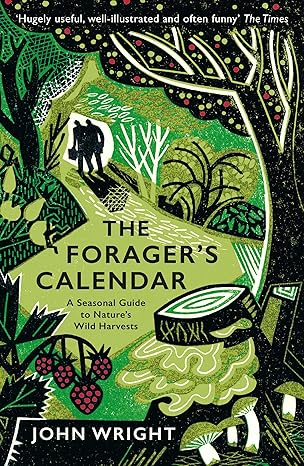 ‘Hugely useful, well-illustrated and often funny’ The Times
THE
FORAGER’S
CALENDAR
A Seasonal Guide
to Nature’s
Wild Harvests
JOHN WRIGHT